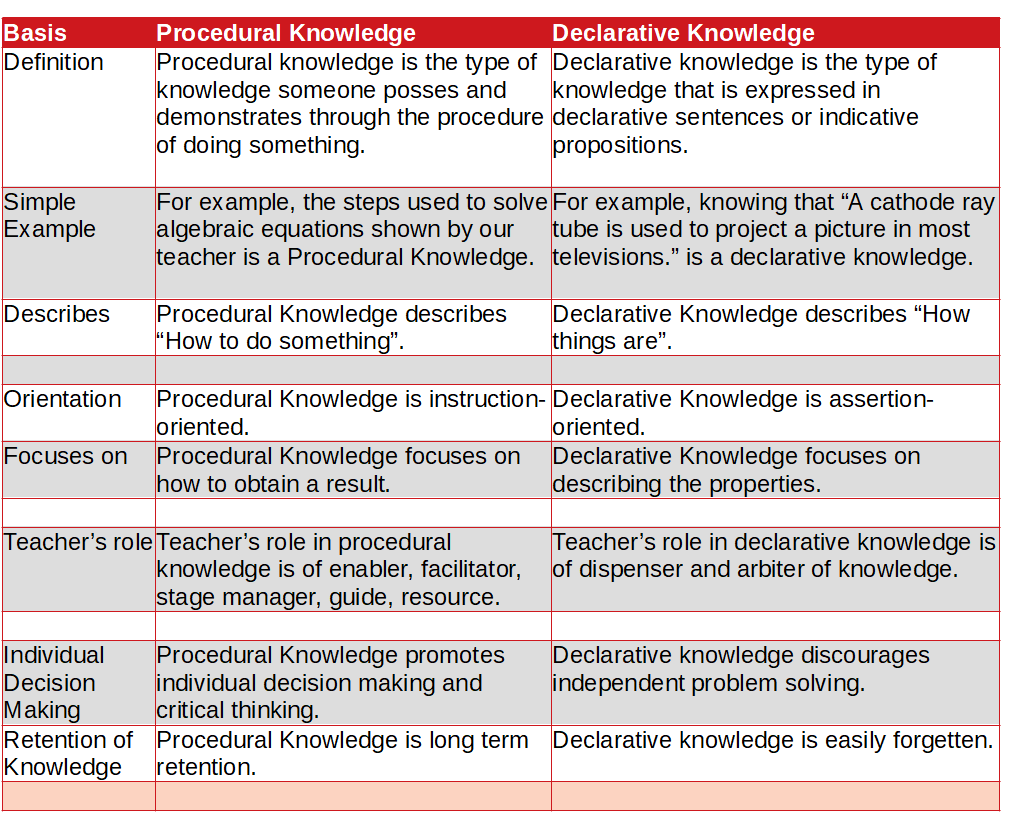 Basis Procedural Knowledge Declarative Knowledge
Definition Procedural knowledge is the type of Declarative knowledge is the type of
knowledge someone posses and knowledge that is expressed in
demonstrates through the procedure declarative sentences or indicative
of doing something. propositions.
Simple For example, the steps used to solve For example, knowing that “A cathode ray
Example algebraic equations shown by our tube is used to project a picture in most
teacher is a Procedural Knowledge. televisions.” is a declarative knowledge.
Describes Procedural Knowledge describes Declarative Knowledge describes “How
“How to do something”. things are”.
Orientation Procedural Knowledge is instruction- Declarative Knowledge is assertion-
oriented. oriented.
Focuses on Procedural Knowledge focuses on Declarative Knowledge focuses on
how to obtain a result. describing the properties.
Teacher’s role Teacher’s role in procedural Teacher’s role in declarative knowledge is
knowledge is of enabler, facilitator, of dispenser and arbiter of knowledge.
stage manager, guide, resource.
Individual Procedural Knowledge promotes Declarative knowledge discourages
Decision individual decision making and independent problem solving.
Making critical thinking.
Retention of Procedural Knowledge is long term Declarative knowledge is easily forgetten.
Knowledge retention.